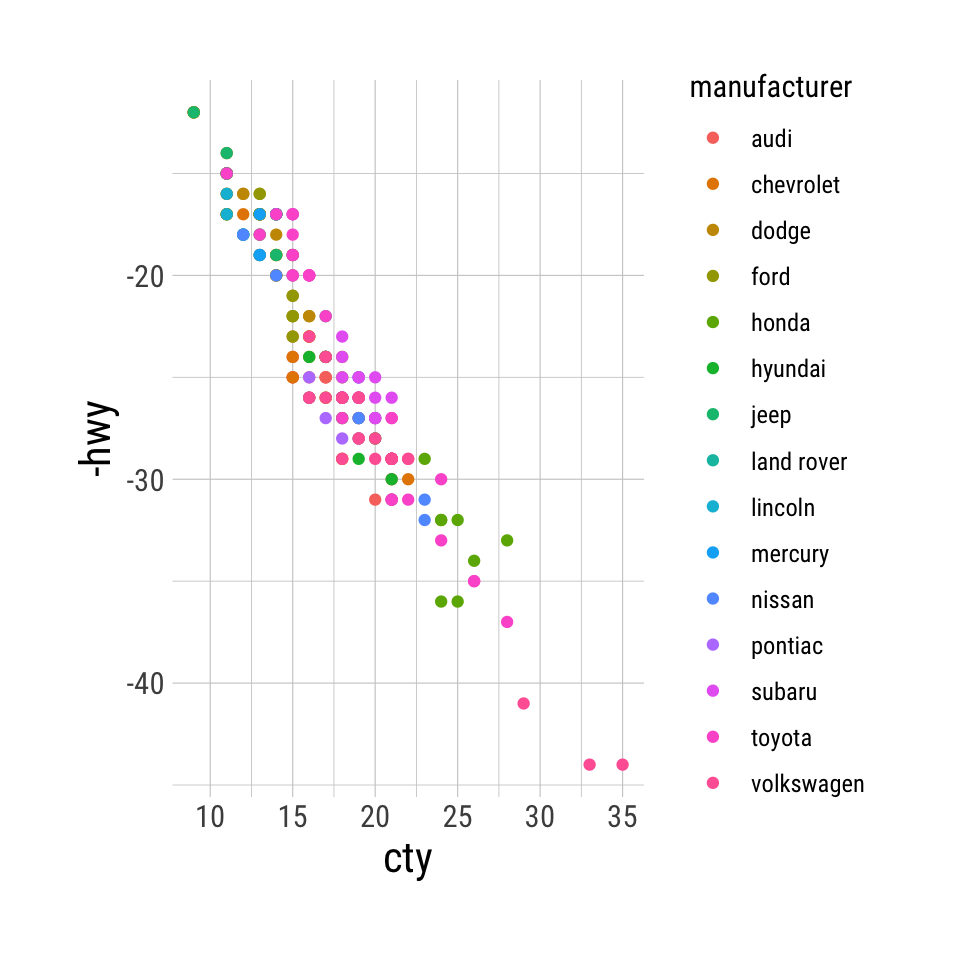 -hwy
-20
-30
-40
10 15 20 25 30 35
cty
manufacturer
audi
chevrolet
dodge
ford
honda
hyundai
jeep
land rover
lincoln
mercury
nissan
pontiac
subaru
toyota
volkswagen